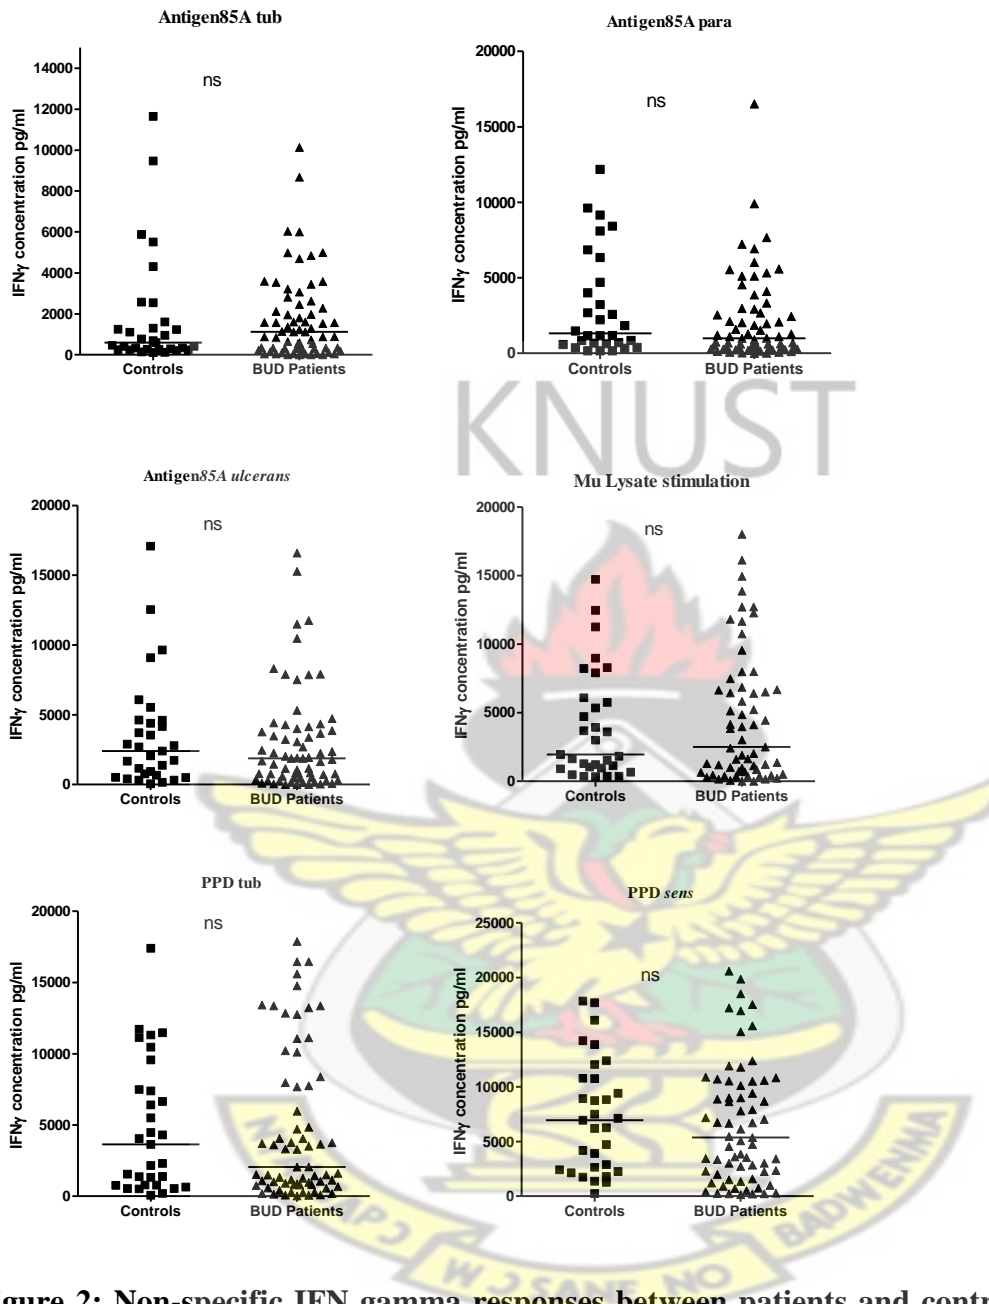 Antigen85A tub
IFNγ concentration pg/ml
14000
12000
10000
8000
6000
4000
2000
0
ns
Controls
BUD Patients
Antigen85A para
IFNγ concentration pg/ml
20000
15000
10000
5000
0
ns
Controls
BUD Patients
KNUST
Antigen85A ulcerans
IFNγ concentration pg/ml
20000
15000
10000
5000
0
ns
Controls
BUD Patients
Mu Lysate stimulation
IFNγ concentration pg/ml
20000
15000
10000
5000
0
ns
Controls
BUD Patients
PPD tub
IFNγ concentration pg/ml
20000
15000
10000
5000
0
ns
Controls
BUD Patients
PPD sens
IFNγ concentration pg/ml
25000
20000
15000
10000
5000
0
ns
Controls
BUD Patients
W Ɔ SANE NO
BADWENMA
igure 2: Non-specific IFN gamma responses between patients and contr